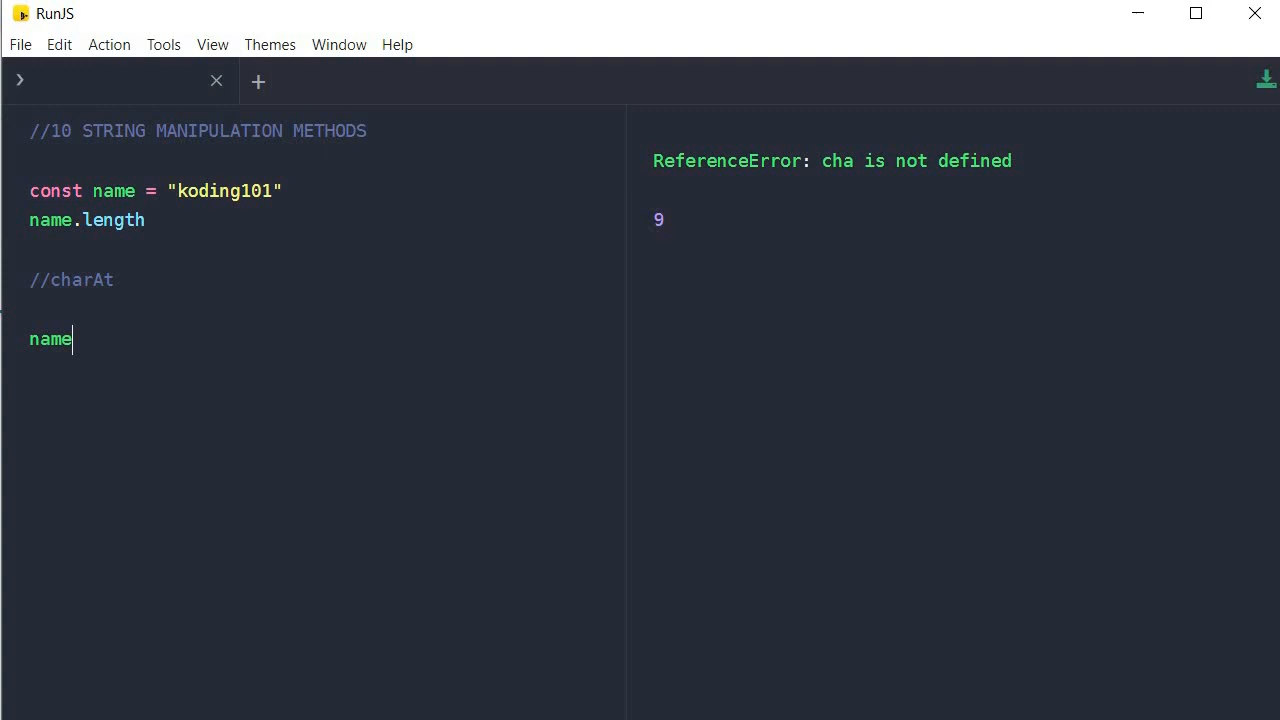 RunJS
File Edit Action Tools View Themes Window Help
//10 STRING MANIPULATION METHODS
const name = "koding101"
name.length
//charAt
name
ReferenceError: cha is not defined
9